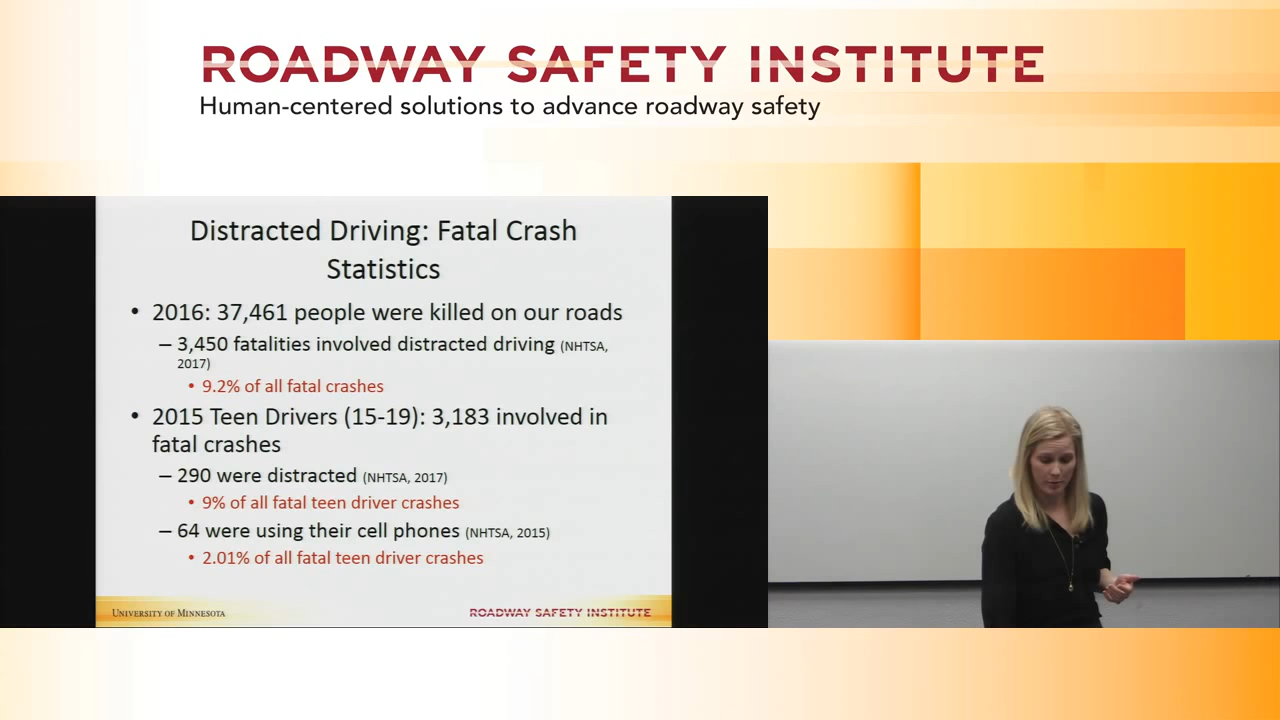 ROADWAY SAFETY INSTITUTE
Human-centered solutions to advance roadway safety
Distracted Driving: Fatal Crash
Statistics
• 2016: 37,461 people were killed on our roads
– 3,450 fatalities involved distracted driving (NHTSA,
2017)
• 9.2% of all fatal crashes
• 2015 Teen Drivers (15-19): 3,183 involved in
fatal crashes
– 290 were distracted (NHTSA, 2017)
• 9% of all fatal teen driver crashes
– 64 were using their cell phones (NHTSA, 2015)
• 2.01% of all fatal teen driver crashes
UNIVERSITY OF MINNESOTA
ROADWAY SAFETY INSTITUTE